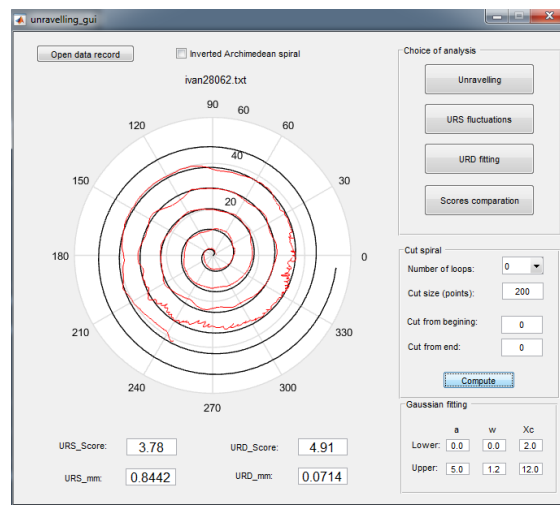 unravelling_gui
Open data record
Inverted Archimedean spiral
ivan28062.txt
90
60
120
60
40
150
30
20
180
0
210
330
240
300
270
URS_Score:
3.78
URD_Score:
4.91
URS_mm:
0.8442
URD_mm:
0.0714
Choice of analysis
Unravelling
URS fluctuations
URD fitting
Scores comparation
Cut spiral
Number of loops:
0
Cut size (points):
200
Cut from begining:
0
Cut from end:
0
Compute
Gaussian fitting
a w Xc
Lower: 0.0 0.0 2.0
Upper: 5.0 1.2 12.0